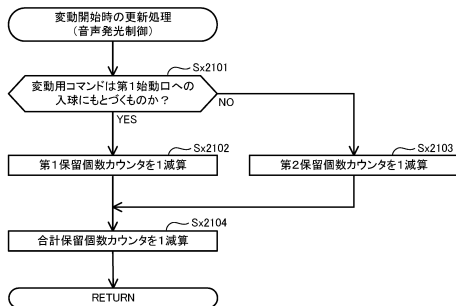 変動開始時の更新処理
(音声発光制御)
Sx2101
変動用コマンドは第1始動口への
入球にもとづくものか?
NO
YES
Sx2102
第1保留個数カウンタを1減算
Sx2103
第2保留個数カウンタを1減算
Sx2104
合計保留個数カウンタを1減算
RETURN